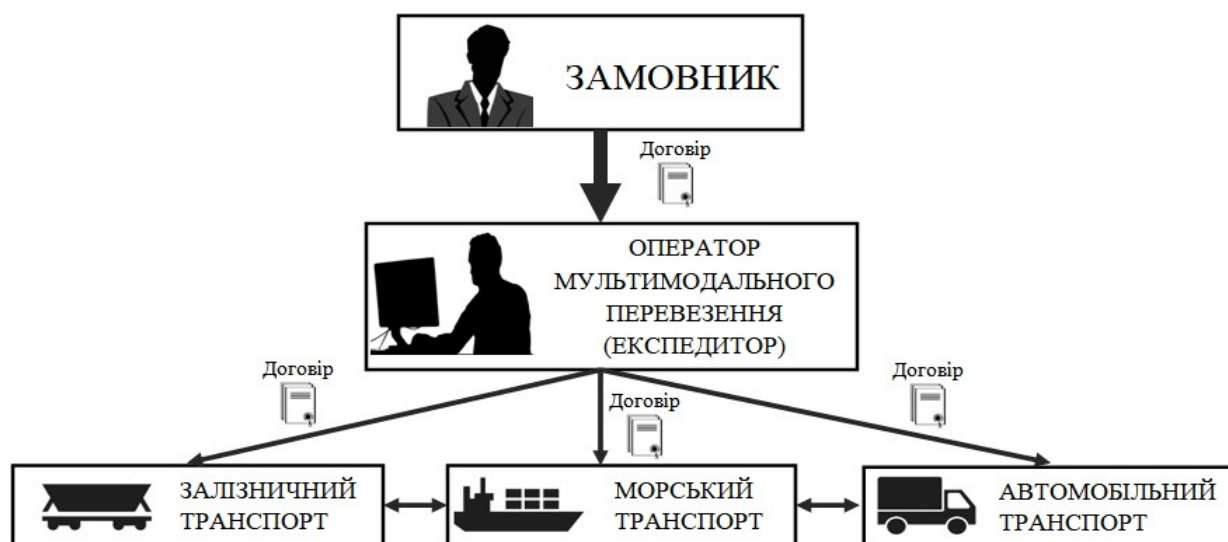 ЗАМОВНИК
Договір
ОПЕРАТОР
МУЛЬТИМОДАЛЬНОГО
ПЕРЕВЕЗЕННЯ
(ЕКСПЕДИТОР)
Договір
Договір
Договір
ЗАЛІЗНИЧНИЙ
ТРАНСПОРТ
МОРСЬКИЙ
ТРАНСПОРТ
АВТОМОБІЛЬНИЙ
ТРАНСПОРТ